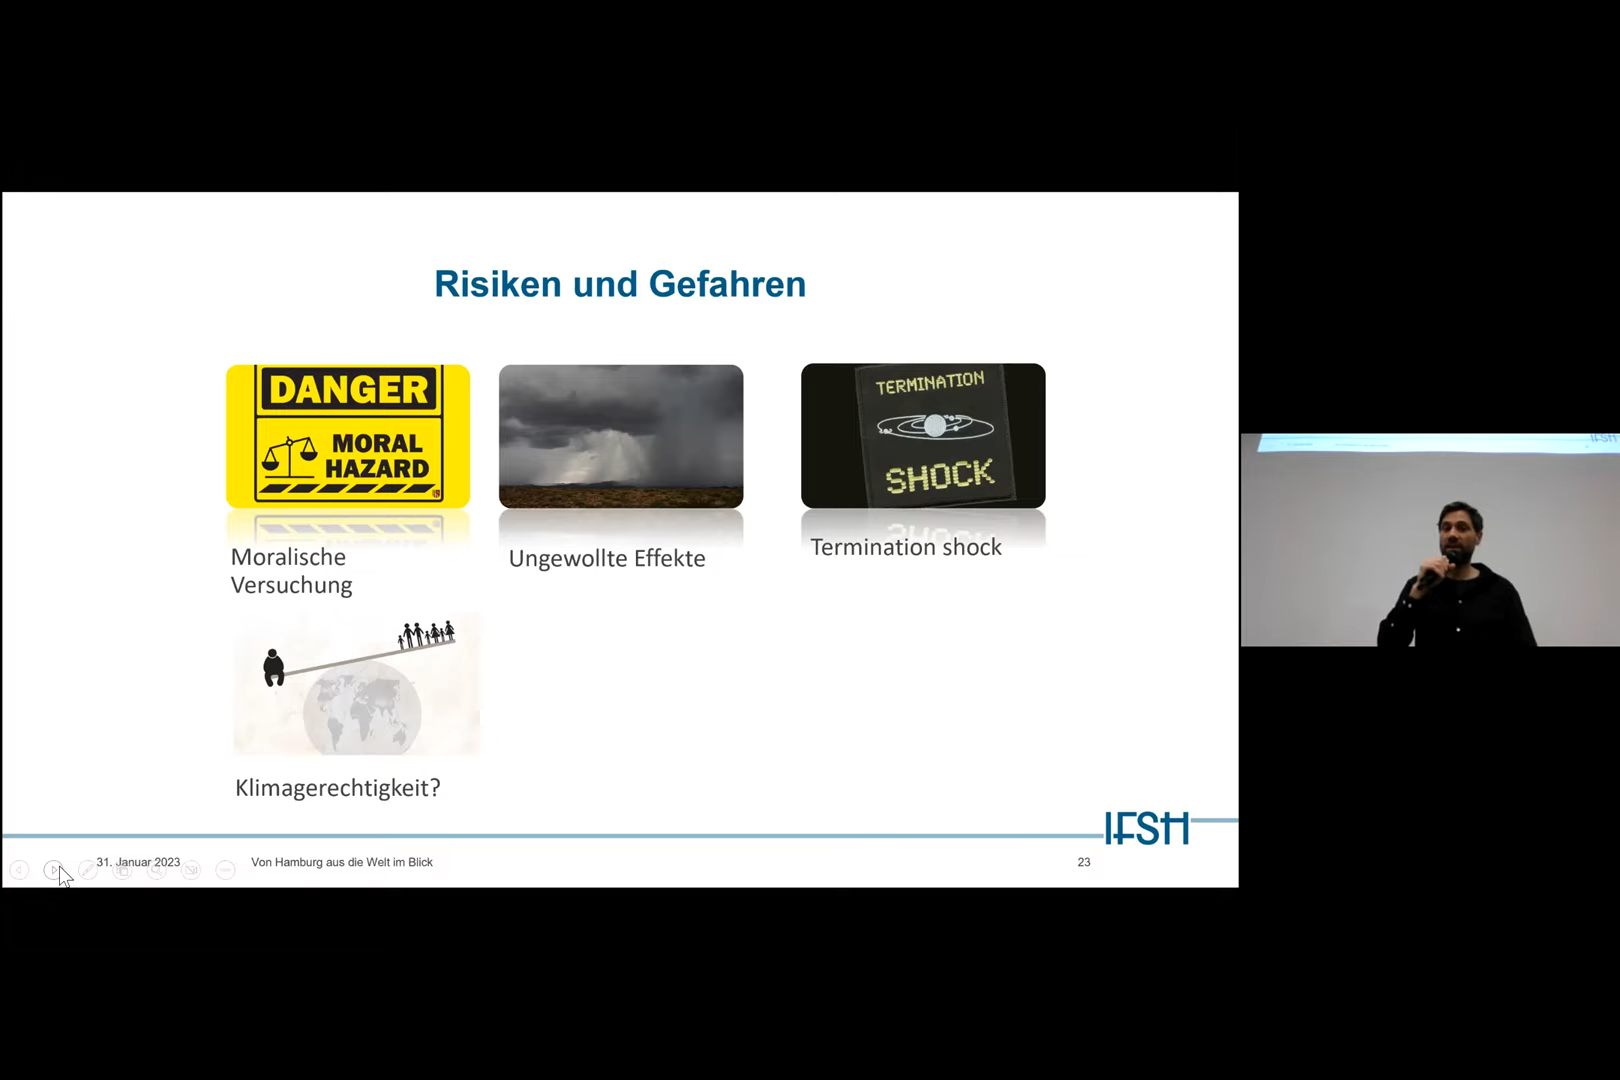 Risiken und Gefahren
DANGER
MORAL
HAZARD
TERMINATION
SHOCK
Moralische
Versuchung
Ungewollte Effekte
Termination shock
Klimagerechtigkeit?
IFSH
31. Januar 2023
Von Hamburg aus die Welt im Blick
23